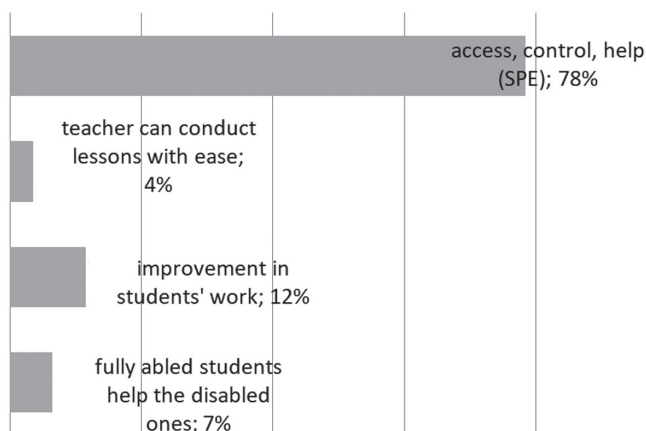 access, control, help
(SPE); 78%
teacher can conduct
lessons with ease;
4%
improvement in
students' work; 12%
fully abled students
help the disabled
ones; 7%